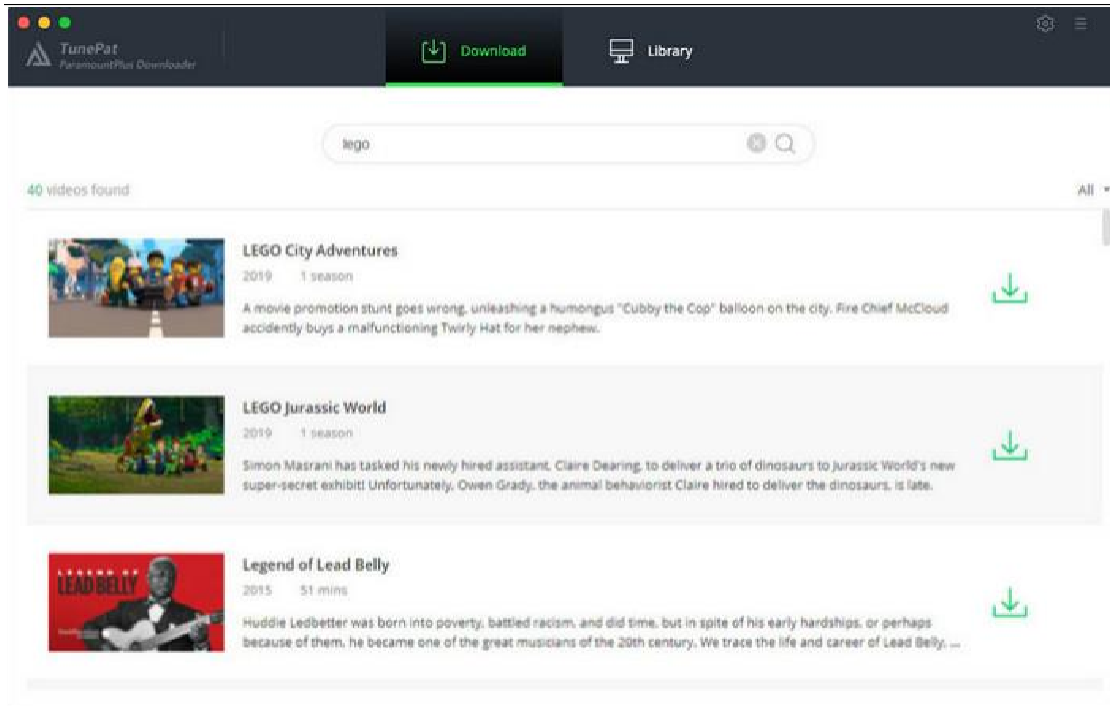 TunePat
ParamountPlus Downloader
Download
Library
lego
40 videos found
All
LEGO City Adventures
2019 1 season
A movie promotion stunt goes wrong, unleashing a humongus "Cubby the Cop" balloon on the city. Fire Chief McCloud
accidently buys a malfunctioning Twirly Hat for her nephew.
LEGO Jurassic World
2019 1 season
Simon Masrani has tasked his newly hired assistant, Claire Dearing, to deliver a trio of dinosaurs to Jurassic World's new
super-secret exhibit! Unfortunately, Owen Grady, the animal behaviorist Claire hired to deliver the dinosaurs, is late.
LEGEND OF
LEAD BELLY
Legend of Lead Belly
2015 51 mins
Huddie Ledbetter was born into poverty, battled racism, and did time, but in spite of his early hardships, or perhaps
because of them, he became one of the great musicians of the 20th century. We trace the life and career of Lead Belly, ...